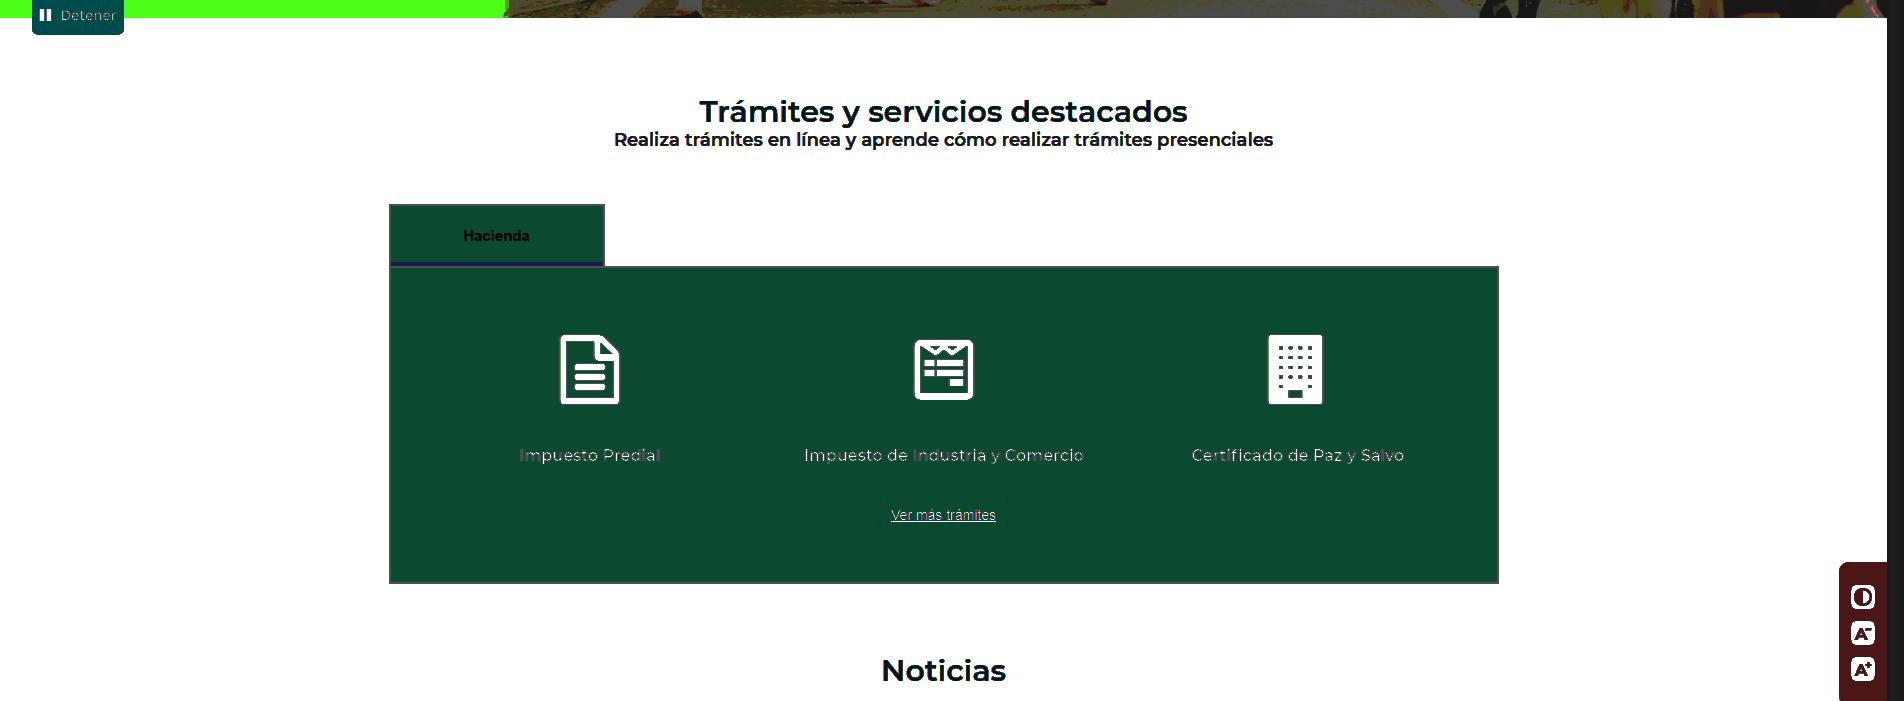 Detener
Trámites y servicios destacados
Realiza trámites en línea y aprende cómo realizar trámites presenciales
Hacienda
Impuesto Predial
Impuesto de Industria y Comercio
Certificado de Paz y Salvo
Ver más trámites
Noticias
A-
A+